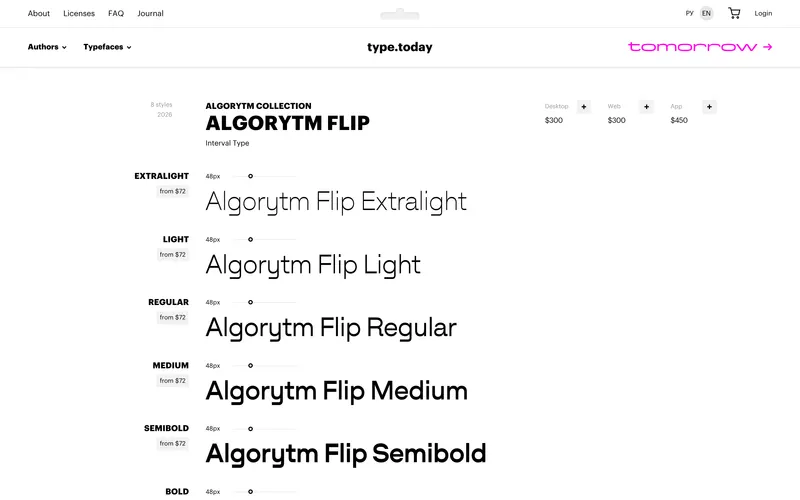 About Licenses FAQ Journal
РУ EN Login
Authors Typefaces
type.today
tomorrow →
8 styles
2026
ALGORYTM COLLECTION
ALGORYTM FLIP
Interval Type
Desktop + Web + App +
$300 $300 $450
EXTRALIGHT 48px
from $72
Algorytm Flip Extralight
LIGHT 48px
from $72
Algorytm Flip Light
REGULAR 48px
from $72
Algorytm Flip Regular
MEDIUM 48px
from $72
Algorytm Flip Medium
SEMIBOLD 48px
from $72
Algorytm Flip Semibold
BOLD 48px